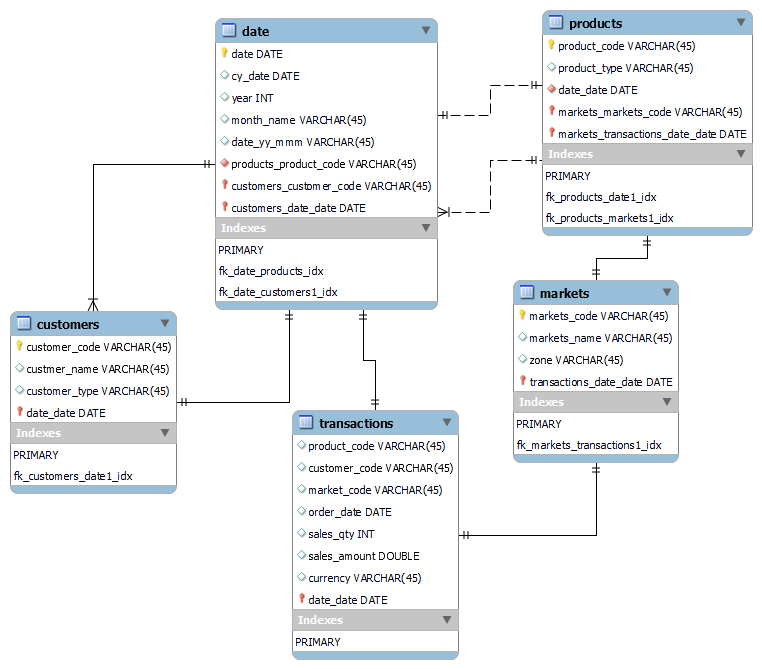 date
date DATE
cy_date DATE
year INT
month_name VARCHAR(45)
date_yy_mmm VARCHAR(45)
products_product_code VARCHAR(45)
customers_customer_code VARCHAR(45)
customers_date_date DATE
Indexes
PRIMARY
fk_date_products_idx
fk_date_customers1_idx
products
product_code VARCHAR(45)
product_type VARCHAR(45)
date_date DATE
markets_markets_code VARCHAR(45)
markets_transactions_date_date DATE
Indexes
PRIMARY
fk_products_date1_idx
fk_products_markets1_idx
customers
customer_code VARCHAR(45)
custmer_name VARCHAR(45)
customer_type VARCHAR(45)
date_date DATE
Indexes
PRIMARY
fk_customers_date1_idx
markets
markets_code VARCHAR(45)
markets_name VARCHAR(45)
zone VARCHAR(45)
transactions_date_date DATE
Indexes
PRIMARY
fk_markets_transactions1_idx
transactions
product_code VARCHAR(45)
customer_code VARCHAR(45)
market_code VARCHAR(45)
order_date DATE
sales_qty INT
sales_amount DOUBLE
currency VARCHAR(45)
date_date DATE
Indexes
PRIMARY